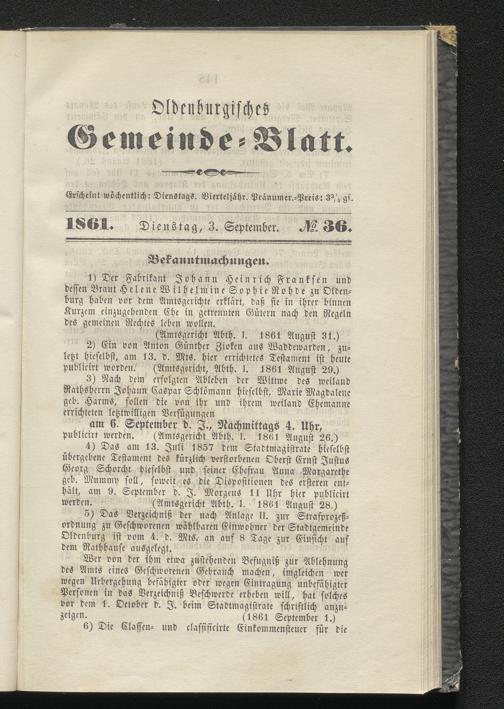 Oldenburgisches
Gemeinde-Blatt.
Erscheint wöchentlich: Dienstags. Vierteljähr. Pränumer.-Preis: 3¾ gr.
1861. Dienstag, 3. September. № 36.
Bekanntmachungen.
1) Der Fabrikant Johann Heinrich Franksen und
dessen Braut Helene Wilhelmine Sophie Rohde zu Olden-
burg haben vor dem Amtsgerichte erklärt, daß sie in ihrer binnen
Kurzem einzugehenden Ehe in getrennten Gütern nach den Regeln
des gemeinen Rechtes leben wollen.
(Amtsgericht Abth. I. 1861 August 31.)
2) Ein von Anton Günther Zioken aus Waddewarden, zu-
letzt hieselbst, am 13. d. Mts. hier errichtetes Testament ist heute
publicirt worden. (Amtsgericht, Abth. I. 1861 August 29.)
3) Nach dem erfolgten Ableben der Wittwe des weiland
Rathsherrn Johann Caspar Schlömann hieselbst, Marie Magdalene
geb. Harms, sollen die von ihr und ihrem weiland Ehemanne
errichteten letztwilligen Verfügungen
am 6. September d. J., Nachmittags 4. Uhr,
publicirt werden. (Amtsgericht Abth. I. 1861 August 26.)
4) Das am 13. Juli 1857 dem Stadtmagistrate hieselbst
übergebene Testament des kürzlich verstorbenen Oberst Ernst Justus
Georg Schorcht hieselbst und seiner Ehefrau Anna Margarethe
geb. Mummy soll, soweit es die Dispositionen des ersteren ent-
hält, am 9. September d. J. Morgens 11 Uhr hier publicirt
werden. (Amtsgericht Abth. I. 1861 August 28.)
5) Das Verzeichniß der nach Anlage II. zur Strafprozeß-
ordnung zu Geschworenen wählbaren Einwohner der Stadtgemeinde
Oldenburg ist vom 4. d. Mts. an auf 8 Tage zur Einsicht auf
dem Rathhause ausgelegt.
Wer von der ihm etwa zustehenden Befugniß zur Ablehnung
des Amts eines Geschworenen Gebrauch machen, imgleichen wer
wegen Uebergehung befähigter oder wegen Eintragung unbefähigter
Personen in das Verzeichniß Beschwerde erheben will, hat solches
vor dem 1. October d. J. beim Stadtmagistrate schriftlich anzu-
zeigen. (1861 September 1.)
6) Die Classen- und classificirte Einkommensteuer für die